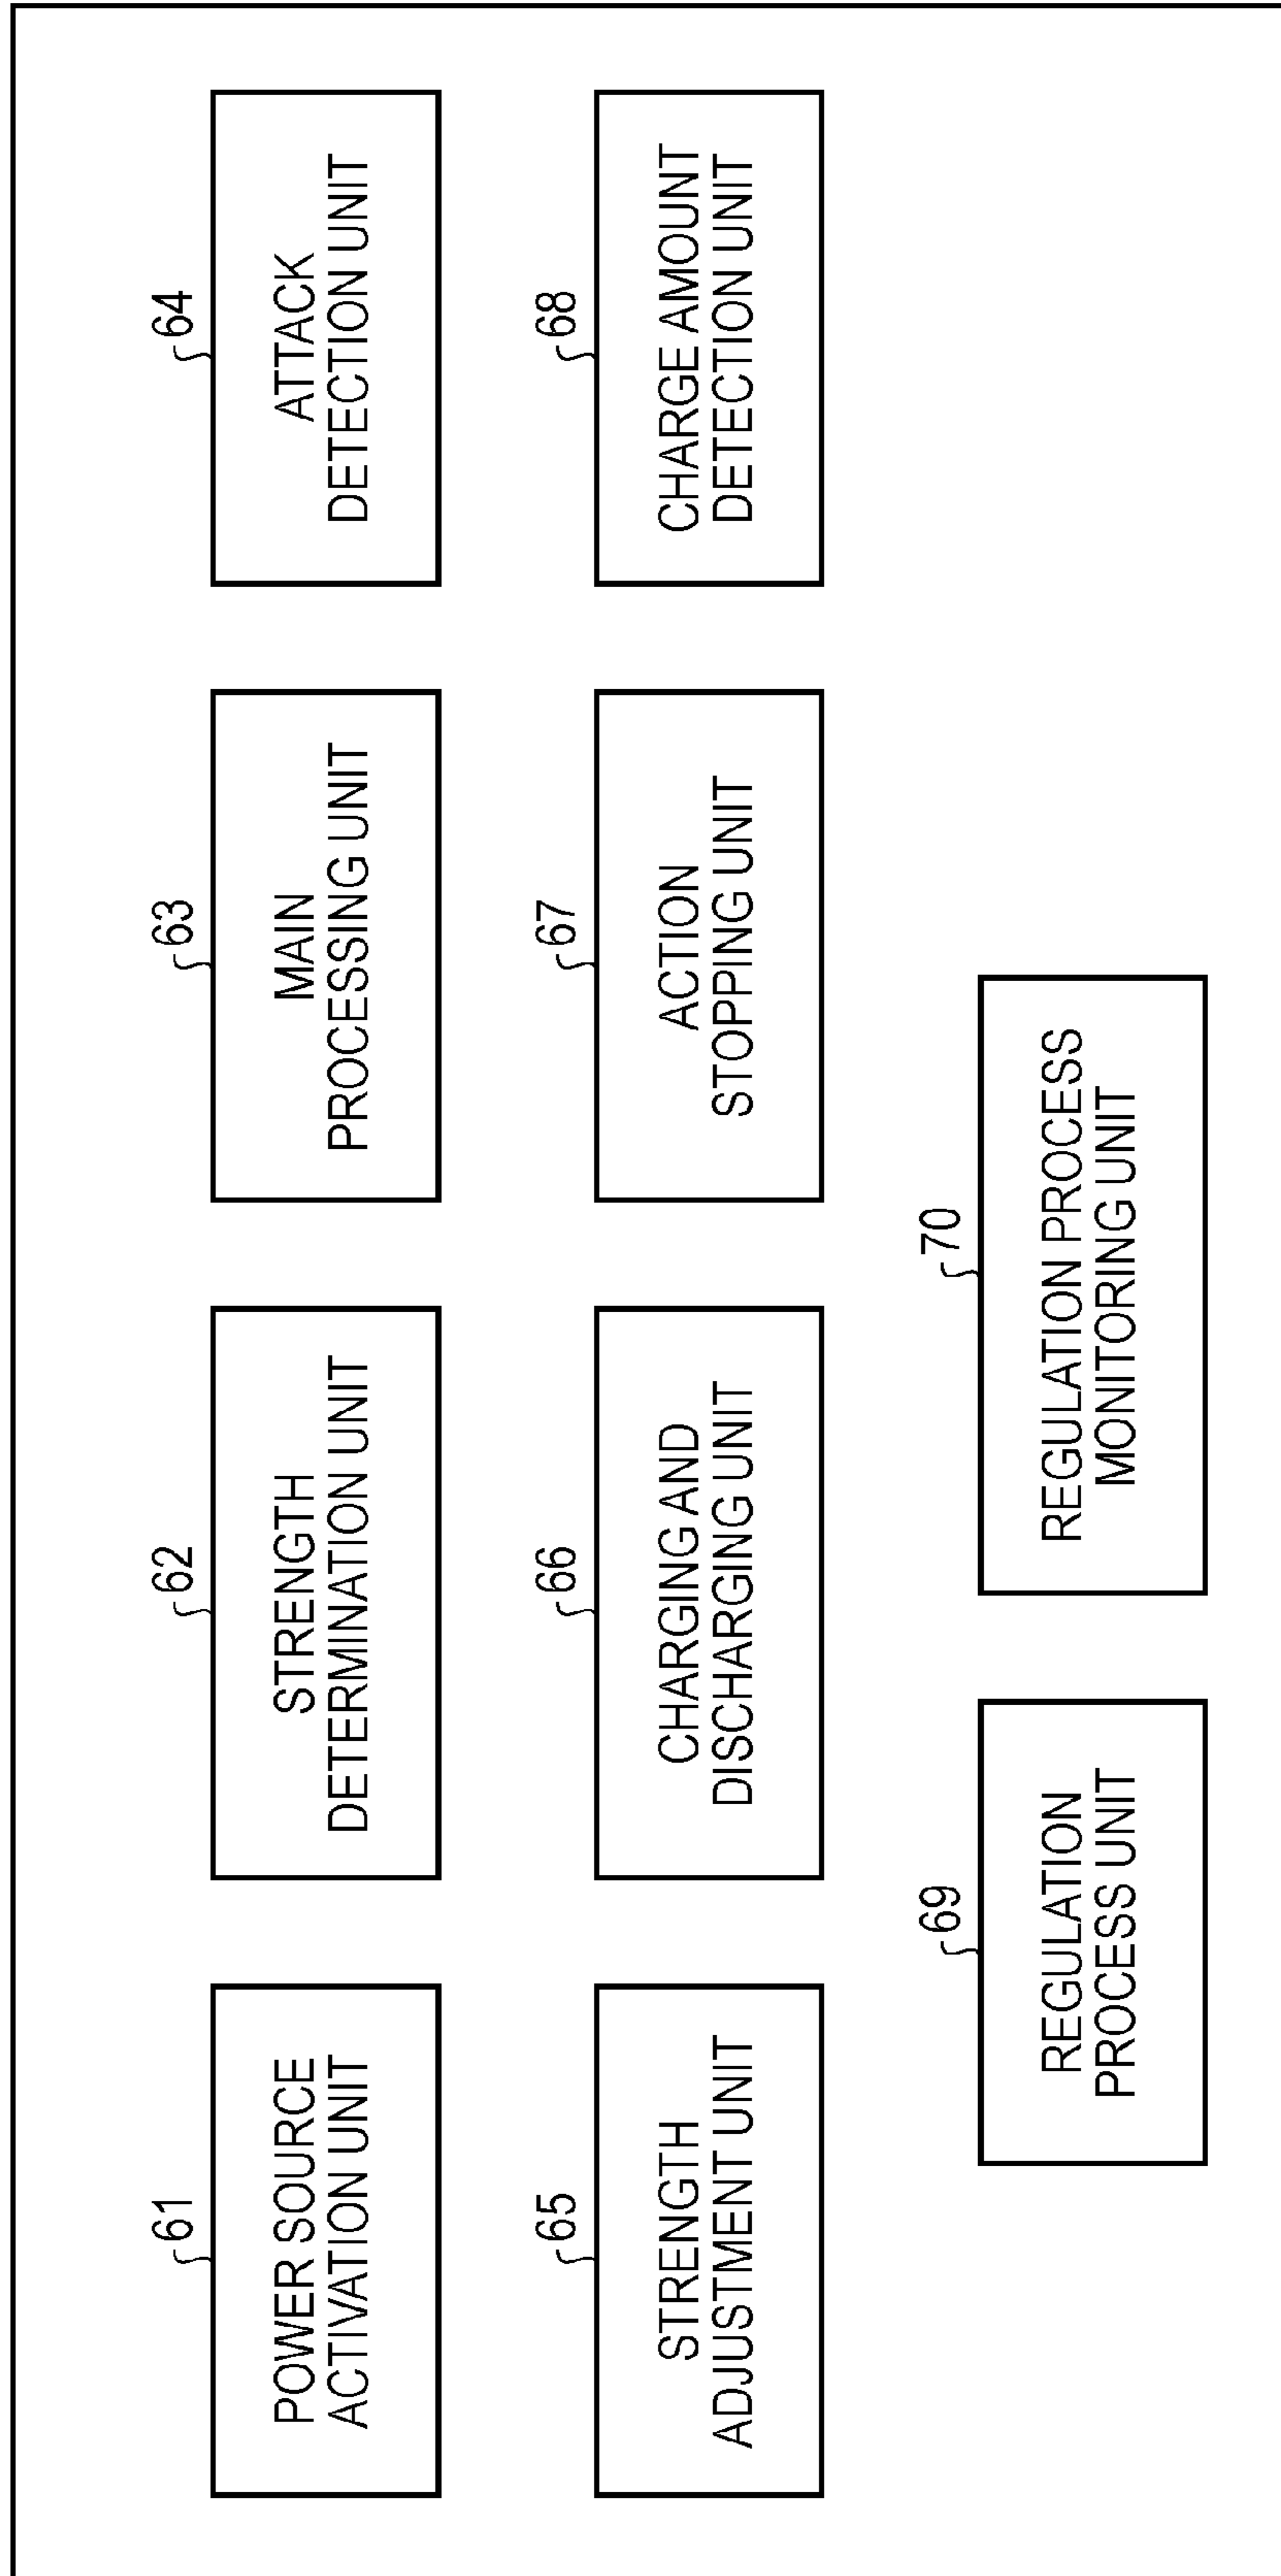 61
POWER SOURCE
ACTIVATION UNIT
62
STRENGTH
DETERMINATION UNIT
63
MAIN
PROCESSING UNIT
64
ATTACK
DETECTION UNIT
65
STRENGTH
ADJUSTMENT UNIT
66
CHARGING AND
DISCHARGING UNIT
67
ACTION
STOPPING UNIT
68
CHARGE AMOUNT
DETECTION UNIT
69
REGULATION
PROCESS UNIT
70
REGULATION PROCESS
MONITORING UNIT